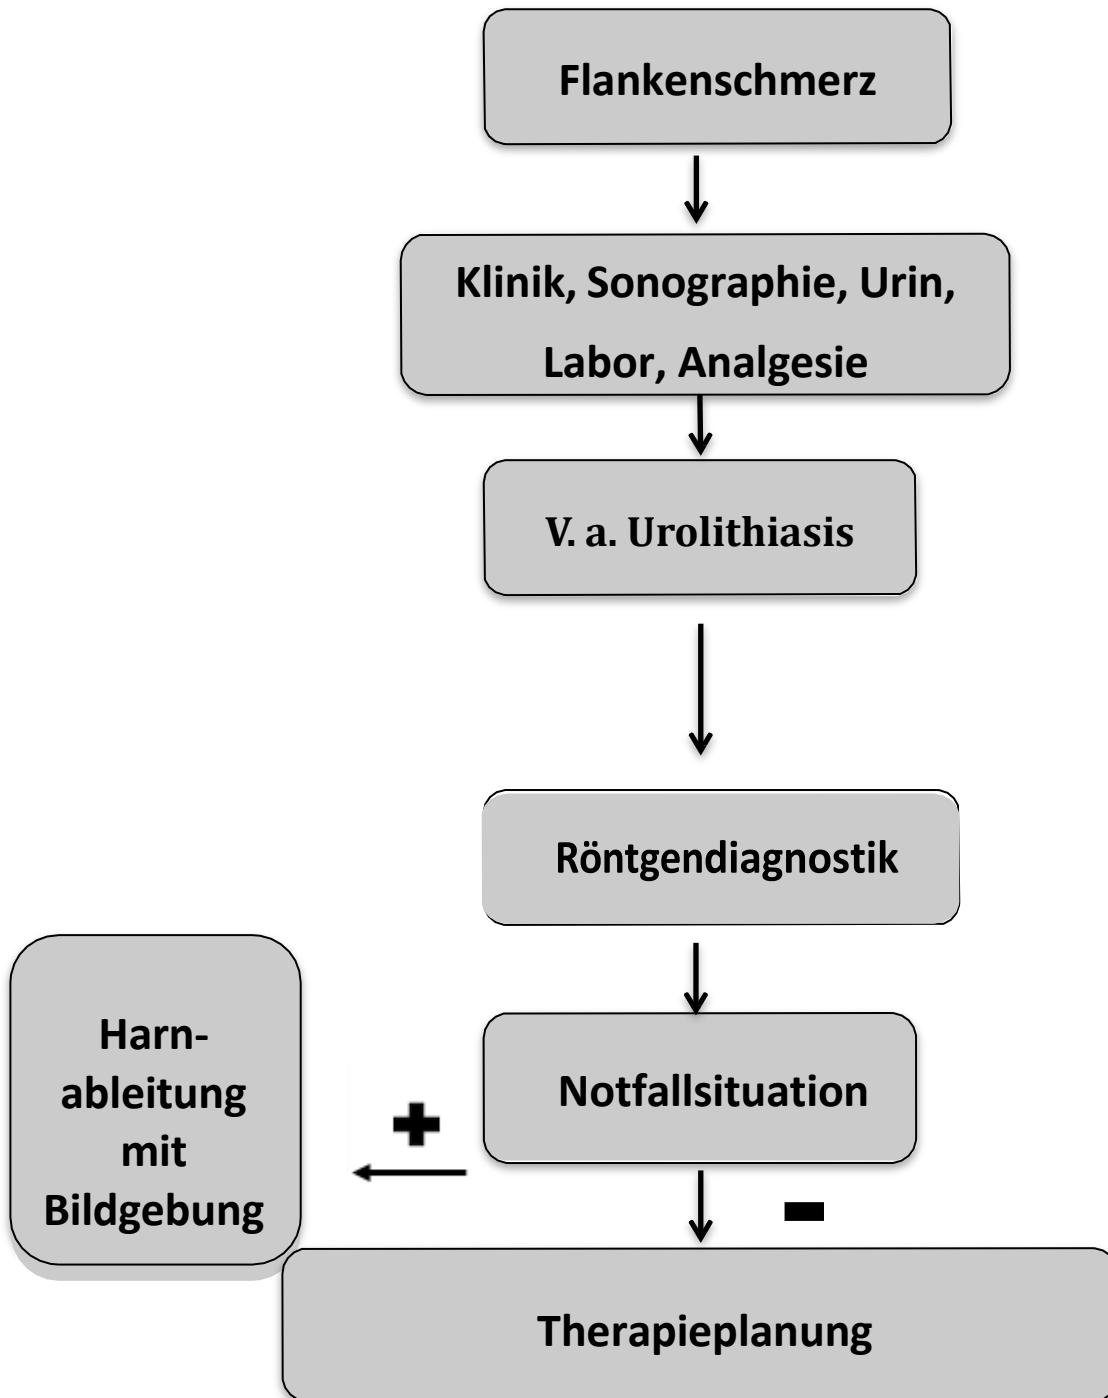 Flankenschmerz
Klinik, Sonographie, Urin,
Labor, Analgesie
V. a. Urolithiasis
Röntgendiagnostik
Notfallsituation
+
Harn-
ableitung
mit
Bildgebung
-
Therapieplanung